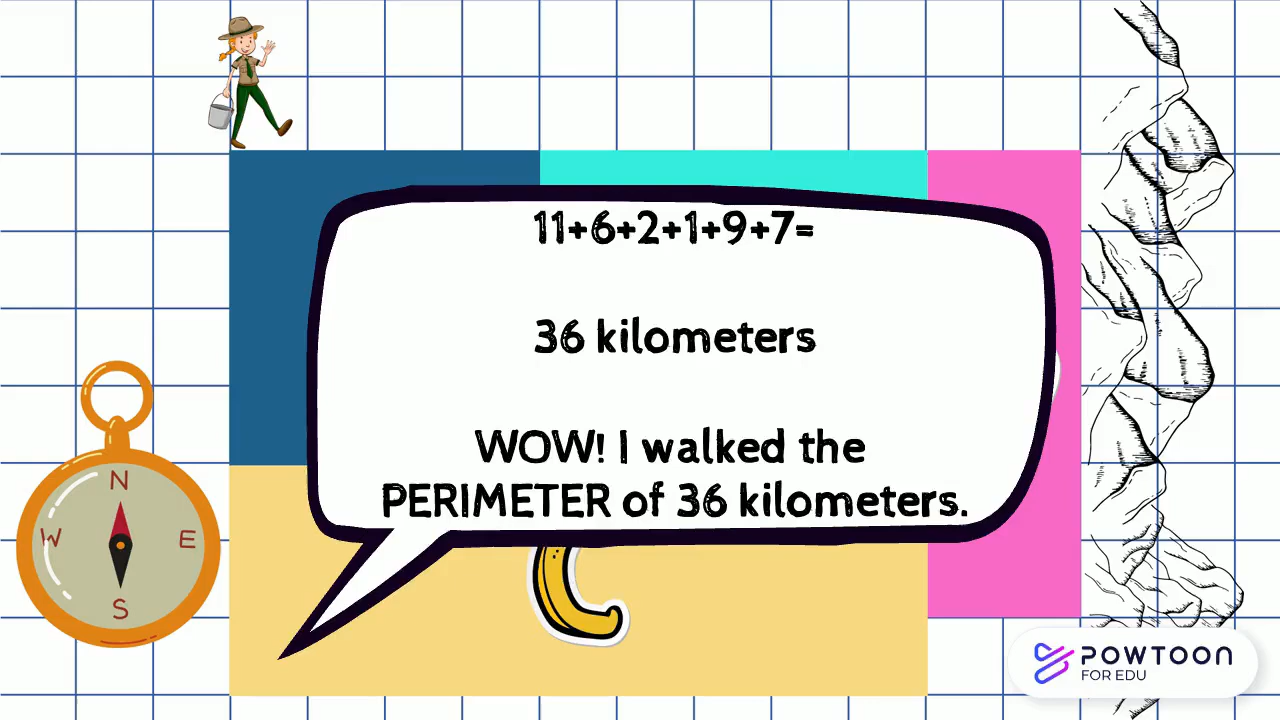 11+6+2+1+9+7=
36 kilometers
WOW! I walked the
PERIMETER of 36 kilometers.
N
W E
S
POWTOON
FOR EDU